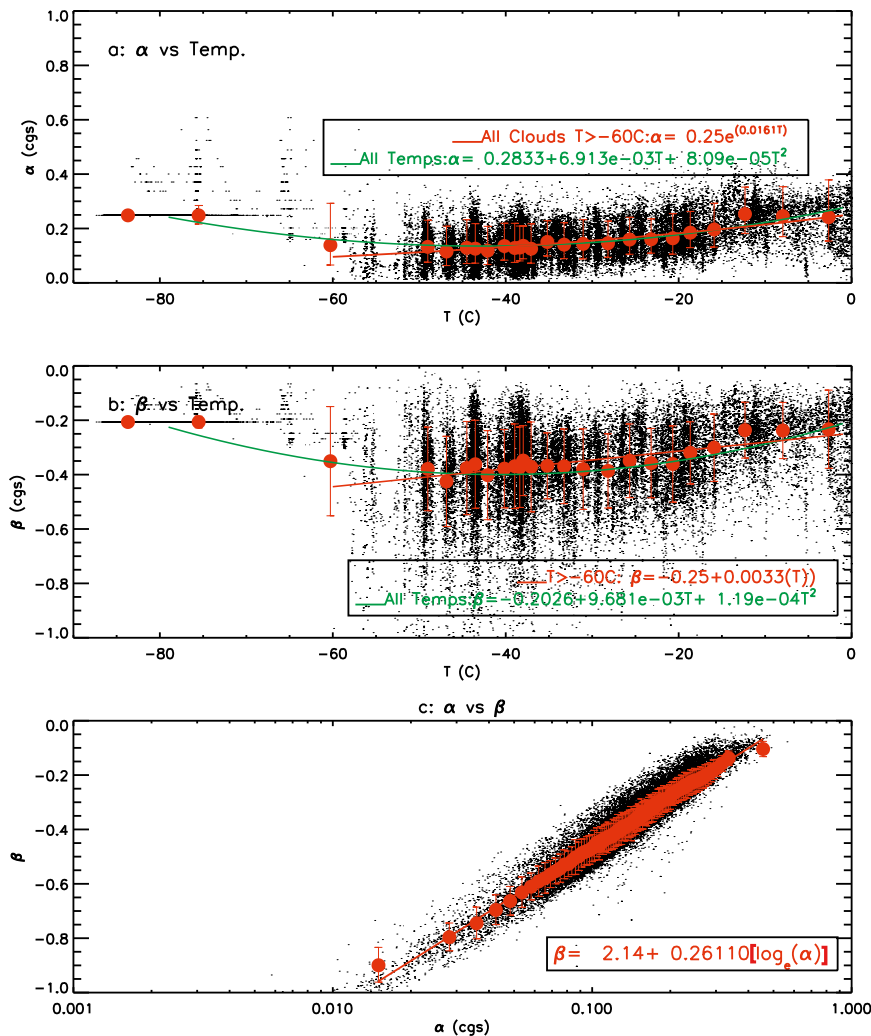 a: α vs Temp.
1.0
0.8
0.6
0.4
0.2
0.0
α (cgs)
All Clouds T>-60C:α= 0.25e^(0.0161T)
All Temps:α= 0.2833+6.913e-03T+ 8.09e-05T²
-80
-60
-40
-20
0
T (C)
b: β vs Temp.
0.0
-0.2
-0.4
-0.6
-0.8
-1.0
β (cgs)
T>-60C: β=-0.25+0.0033(T))
All Temps:β=-0.2026+9.681e-03T+ 1.19e-04T²
-80
-60
-40
-20
0
T (C)
c: α vs β
0.0
-0.2
-0.4
-0.6
-0.8
-1.0
β
β= 2.14+ 0.26110[logₑ(α)]
0.001
0.010
0.100
1.000
α (cgs)